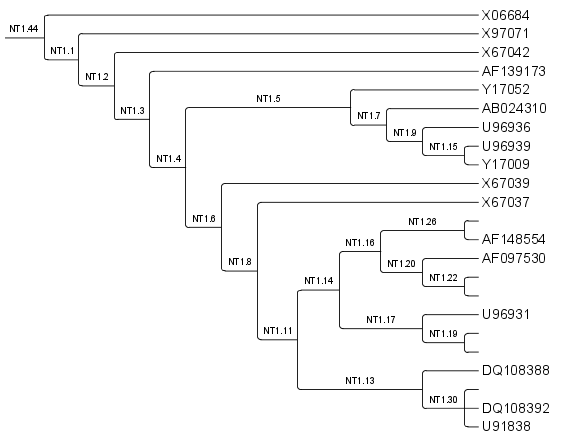 X06684
NT1.44
X97071
NT1.1
X67042
NT1.2
AF139173
Y17052
NT1.5
AB024310
NT1.3
NT1.7
U96936
NT1.9
U96939
NT1.15
NT1.4
Y17009
X67039
X67037
NT1.6
NT1.26
AF148554
NT1.16
AF097530
NT1.8
NT1.20
NT1.22
NT1.14
U96931
NT1.17
NT1.11
NT1.19
DQ108388
NT1.13
NT1.30
DQ108392
U91838